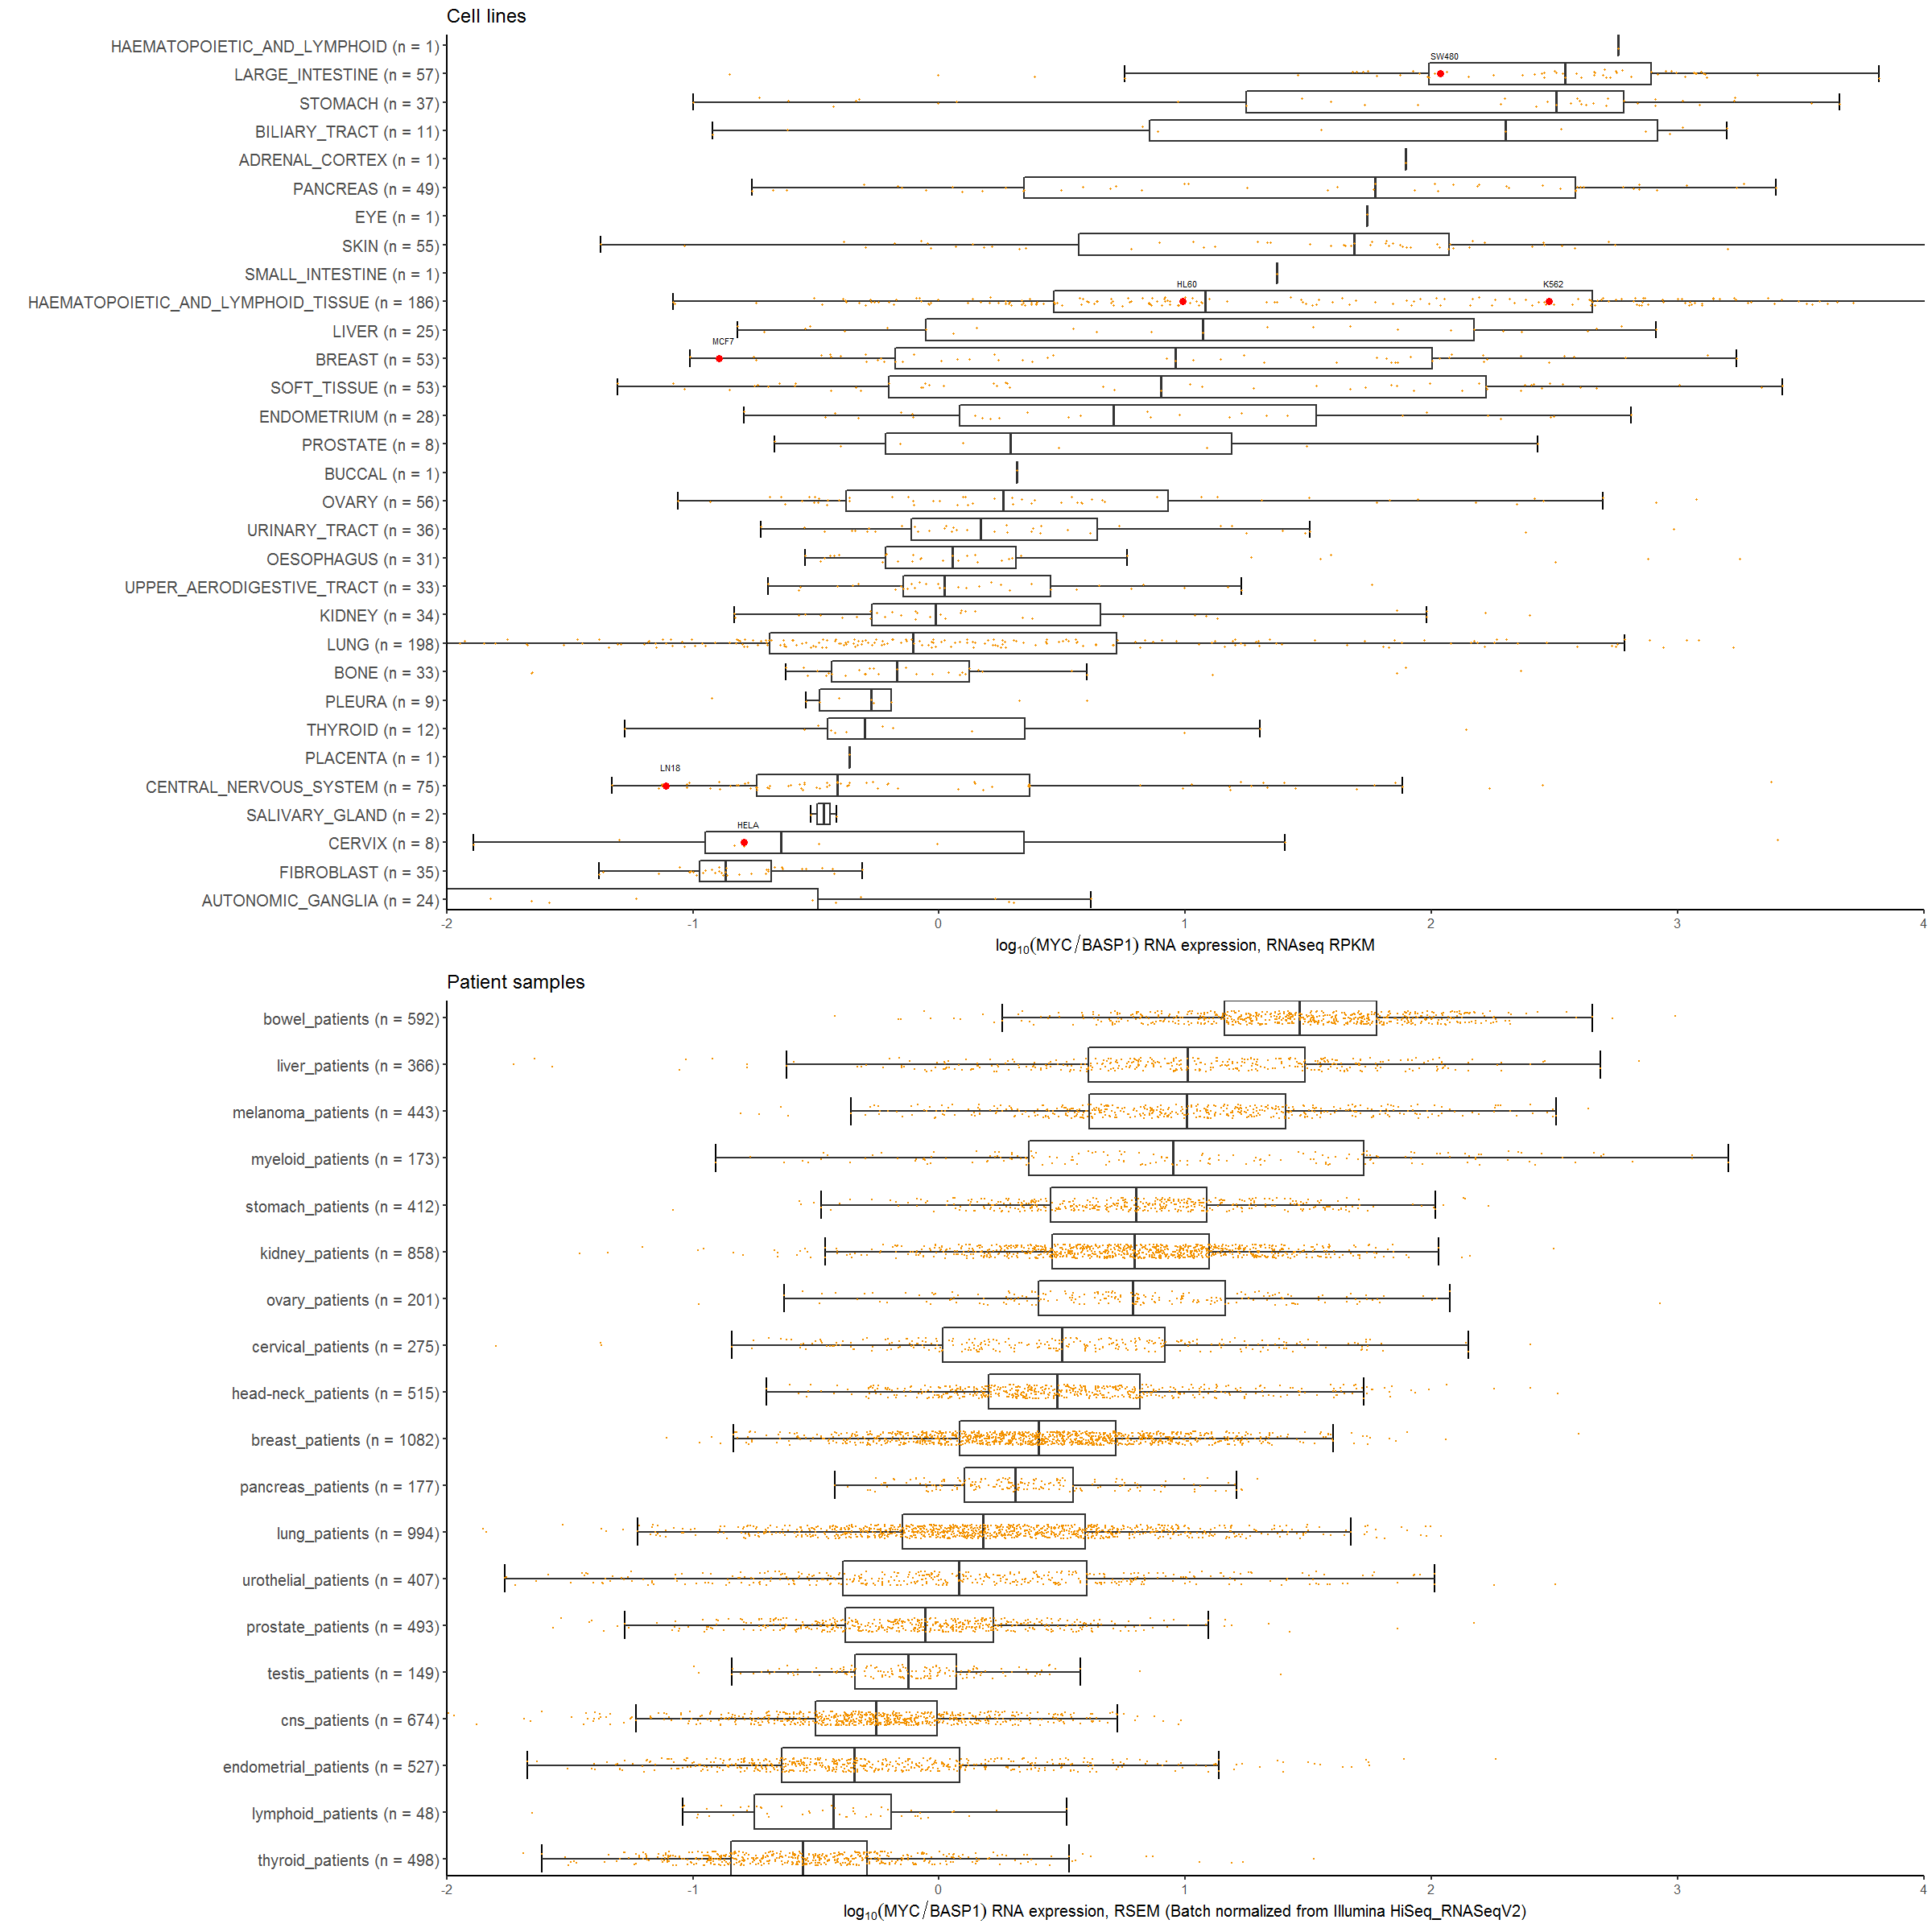 Cell lines
HAEMATOPOIETIC_AND_LYMPHOID (n = 1)
SW480
LARGE_INTESTINE (n = 57)
STOMACH (n = 37)
BILIARY_TRACT (n = 11)
ADRENAL_CORTEX (n = 1)
PANCREAS (n = 49)
EYE (n = 1)
SKIN (n = 55)
SMALL_INTESTINE (n = 1)
HL60 K562
HAEMATOPOIETIC_AND_LYMPHOID_TISSUE (n = 186)
LIVER (n = 25)
MCF7
BREAST (n = 53)
SOFT_TISSUE (n = 53)
ENDOMETRIUM (n = 28)
PROSTATE (n = 8)
BUCCAL (n = 1)
OVARY (n = 56)
URINARY_TRACT (n = 36)
OESOPHAGUS (n = 31)
UPPER_AERODIGESTIVE_TRACT (n = 33)
KIDNEY (n = 34)
LUNG (n = 198)
BONE (n = 33)
PLEURA (n = 9)
THYROID (n = 12)
PLACENTA (n = 1)
LN18
CENTRAL_NERVOUS_SYSTEM (n = 75)
SALIVARY_GLAND (n = 2)
HELA
CERVIX (n = 8)
FIBROBLAST (n = 35)
AUTONOMIC_GANGLIA (n = 24)
-2 -1 0 1 2 3 4
log₁₀(MYC/BASP1) RNA expression, RNAseq RPKM
Patient samples
bowel_patients (n = 592)
liver_patients (n = 366)
melanoma_patients (n = 443)
myeloid_patients (n = 173)
stomach_patients (n = 412)
kidney_patients (n = 858)
ovary_patients (n = 201)
cervical_patients (n = 275)
head-neck_patients (n = 515)
breast_patients (n = 1082)
pancreas_patients (n = 177)
lung_patients (n = 994)
urothelial_patients (n = 407)
prostate_patients (n = 493)
testis_patients (n = 149)
cns_patients (n = 674)
endometrial_patients (n = 527)
lymphoid_patients (n = 48)
thyroid_patients (n = 498)
-2 -1 0 1 2 3 4
log₁₀(MYC/BASP1) RNA expression, RSEM (Batch normalized from Illumina HiSeq_RNASeqV2)